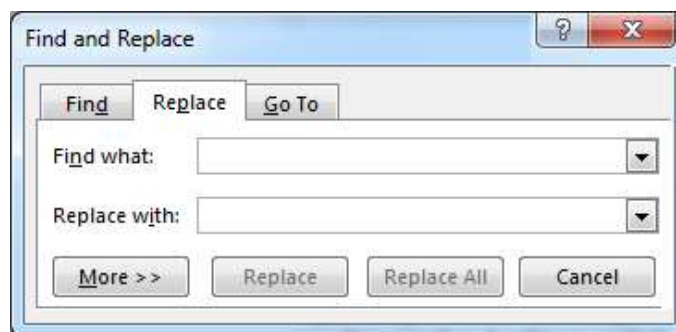 Find and Replace
Find Replace Go To
Find what:
Replace with:
More >> Replace Replace All Cancel